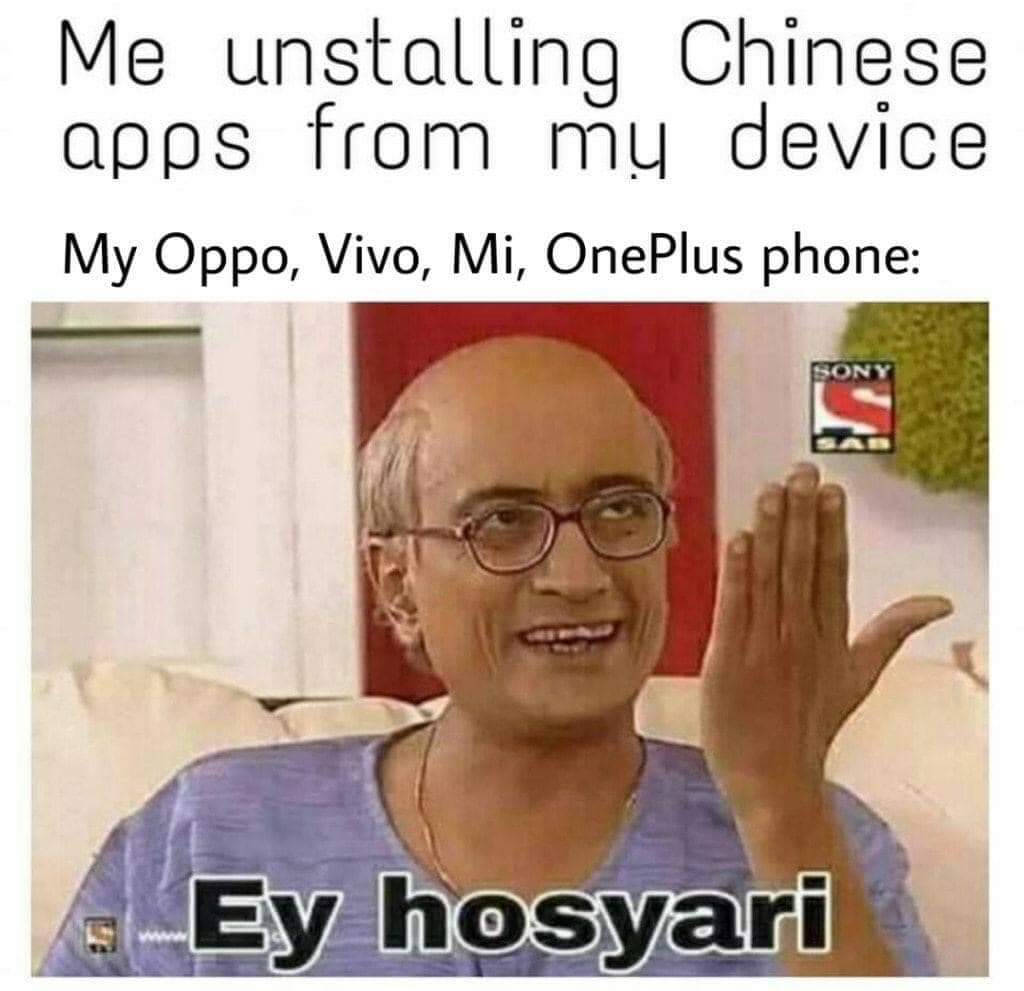 Me unstalling Chinese
apps from my device
My Oppo, Vivo, Mi, OnePlus phone:
SONY
S
SAB
Ey hosyari